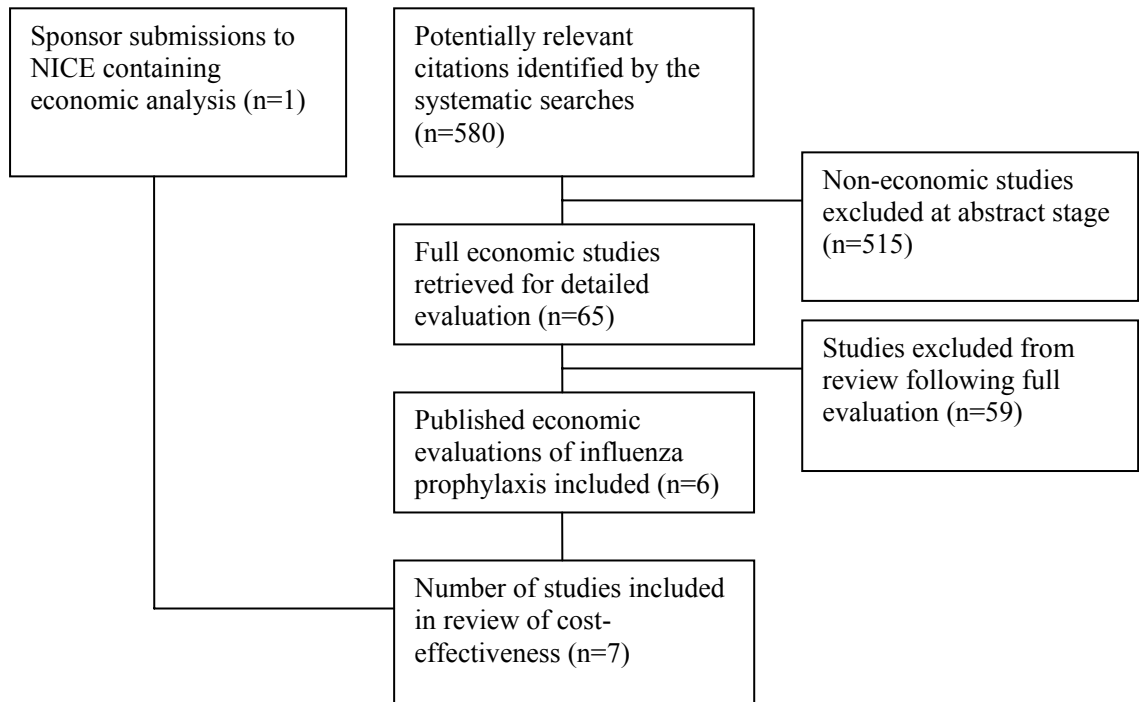 Sponsor submissions to
NICE containing
economic analysis (n=1)
Potentially relevant
citations identified by the
systematic searches
(n=580)
Non-economic studies
excluded at abstract stage
(n=515)
Full economic studies
retrieved for detailed
evaluation (n=65)
Studies excluded from
review following full
evaluation (n=59)
Published economic
evaluations of influenza
prophylaxis included (n=6)
Number of studies included
in review of cost-
effectiveness (n=7)